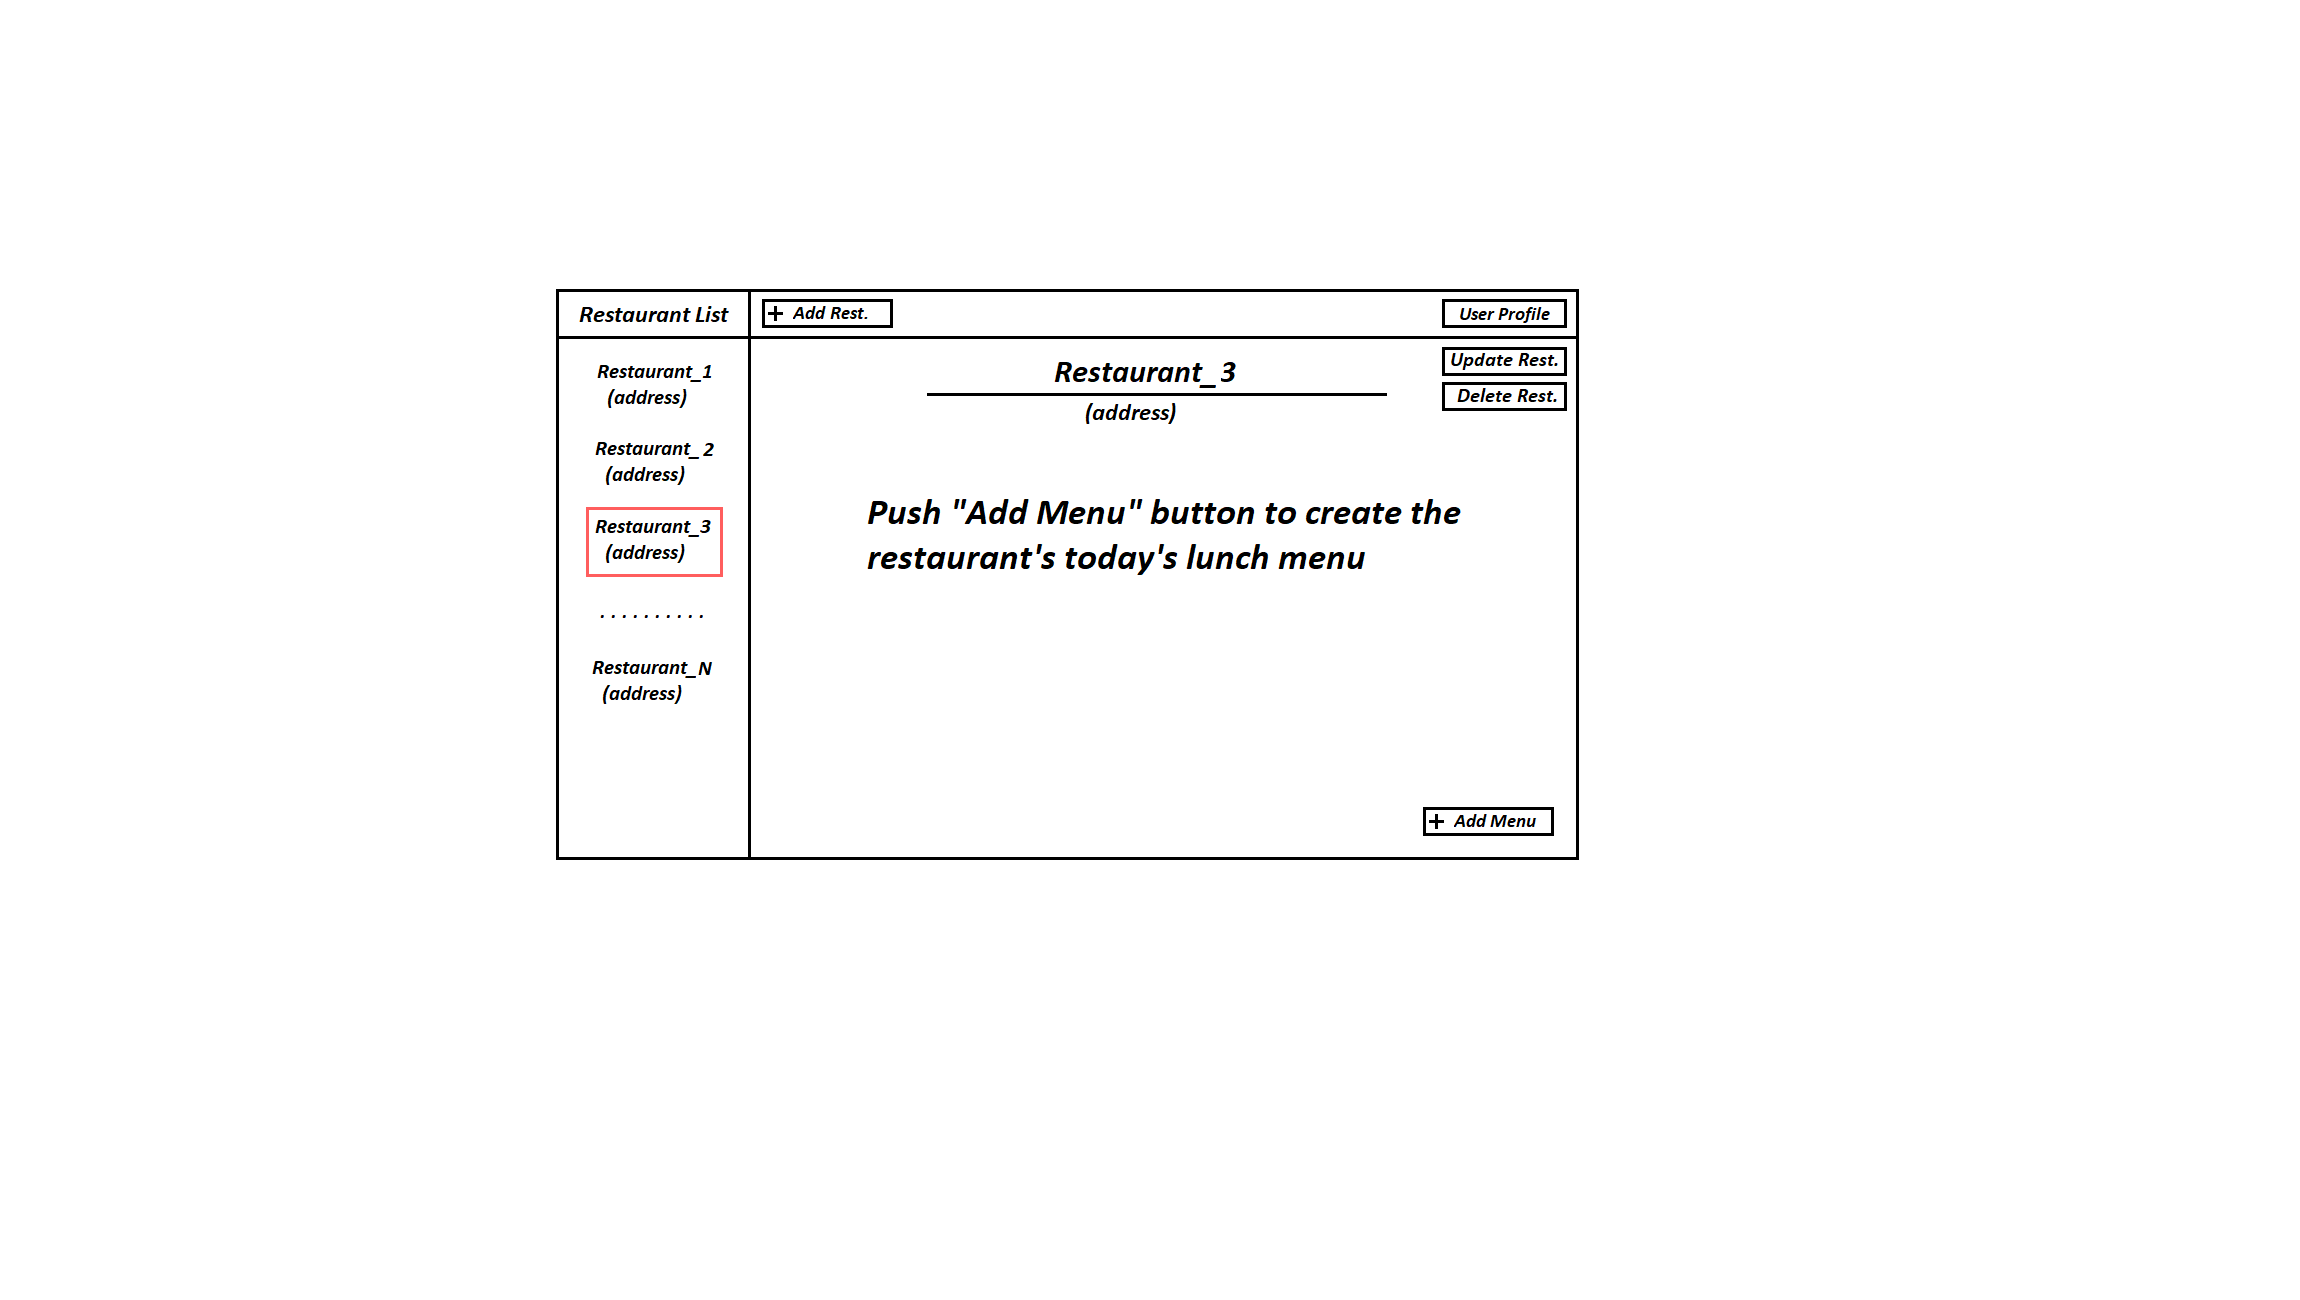 Restaurant List
+ Add Rest.
User Profile
Restaurant_1
(address)
Restaurant_2
(address)
Restaurant_3
(address)
. . . . . . . . . .
Restaurant_N
(address)
Restaurant_3
(address)
Update Rest.
Delete Rest.
Push "Add Menu" button to create the
restaurant's today's lunch menu
+ Add Menu